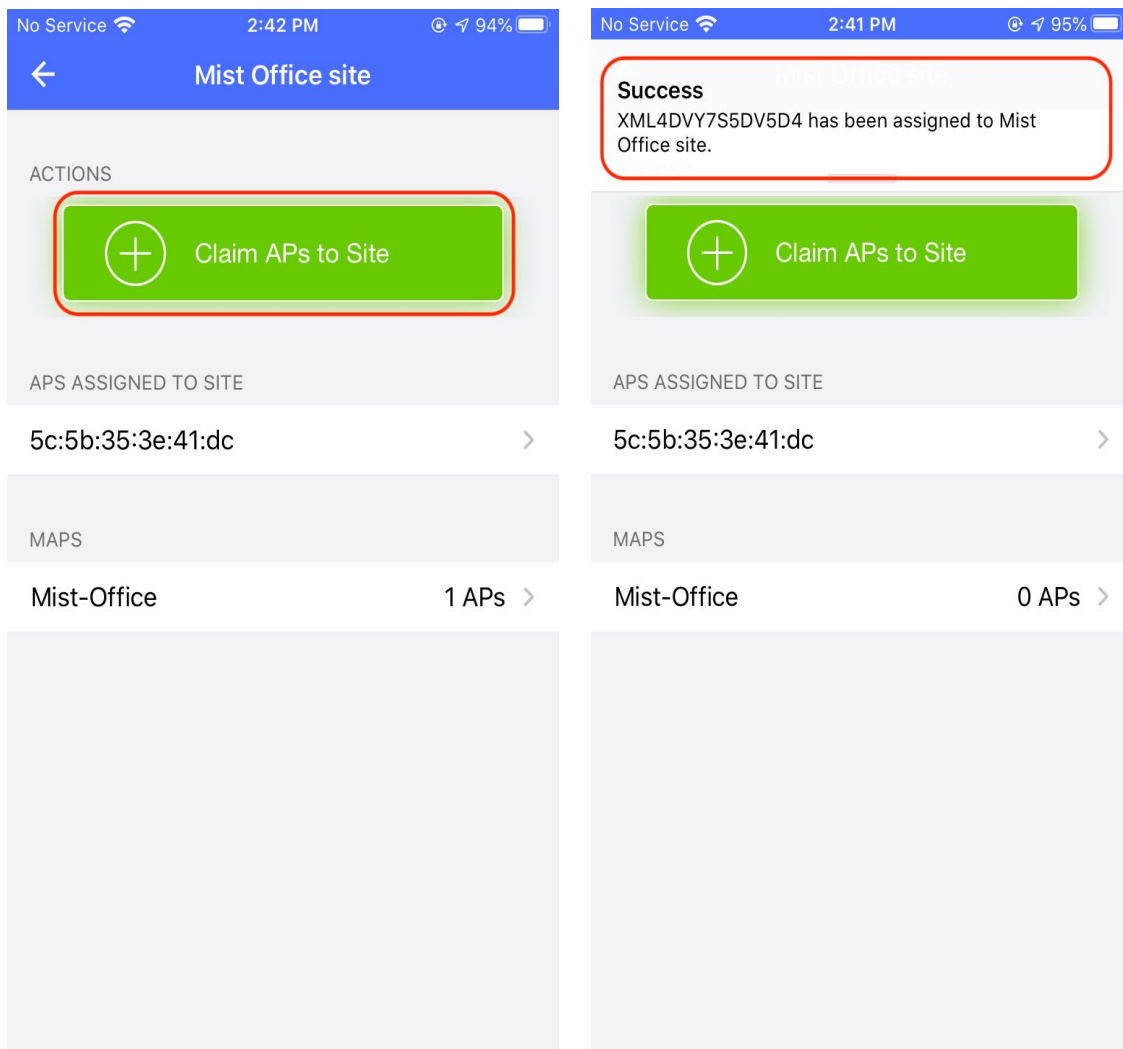 No Service 2:42 PM 94%
Mist Office site
ACTIONS
Claim APs to Site
APS ASSIGNED TO SITE
5c:5b:35:3e:41:dc
MAPS
Mist-Office 1 APs
No Service 2:41 PM 95%
Mist Office site
Success
XML4DVY7S5DV5D4 has been assigned to Mist
Office site.
Claim APs to Site
APS ASSIGNED TO SITE
5c:5b:35:3e:41:dc
MAPS
Mist-Office 0 APs